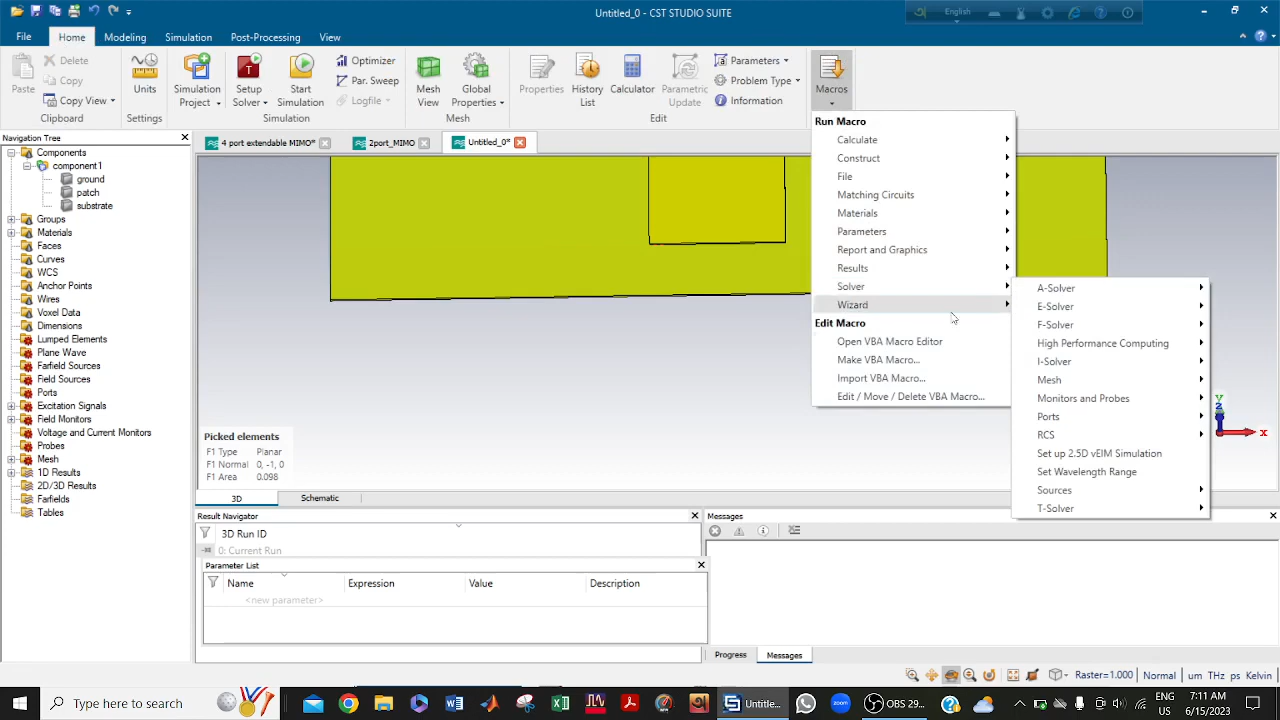 Untitled_0* - CST STUDIO SUITE
English
File
Home
Modeling
Simulation
Post-Processing
View
Paste
Delete
Copy
Copy View
Clipboard
Units
Settings
Simulation Project
Setup Solver
Start Simulation
Optimizer
Par. Sweep
Logfile
Simulation
Mesh View
Global Properties
Mesh
Properties
History List
Calculator
Parametric Update
Parameters
Problem Type
Information
Edit
Macros
Navigation Tree
4 port extendable MIMO*
2port_MIMO
Untitled_0*
Components
component1
ground
patch
substrate
Groups
Materials
Faces
Curves
WCS
Anchor Points
Wires
Voxel Data
Dimensions
Lumped Elements
Plane Wave
Farfield Sources
Field Sources
Ports
Excitation Signals
Field Monitors
Voltage and Current Monitors
Probes
Mesh
1D Results
2D/3D Results
Farfields
Tables
Run Macro
Calculate
Construct
File
Matching Circuits
Materials
Parameters
Report and Graphics
Results
Solver
Wizard
Edit Macro
Open VBA Macro Editor
Make VBA Macro...
Import VBA Macro...
Edit / Move / Delete VBA Macro...
A-Solver
E-Solver
F-Solver
High Performance Computing
I-Solver
Mesh
Monitors and Probes
Ports
RCS
Set up 2.5D vEIM Simulation
Set Wavelength Range
Sources
T-Solver
Picked elements
F1 Type Planar
F1 Normal 0, -1, 0
F1 Area 0.098
Y
Z
x
3D
Schematic
Result Navigator
3D Run ID
0: Current Run
Parameter List
Name Expression Value Description
<new parameter>
Messages
Progress
Messages
Raster=1.000 Normal um THz ps Kelvin
Type here to search
Untitle...
zoom
OBS 29....
ENG
7:11 AM
6/15/2023